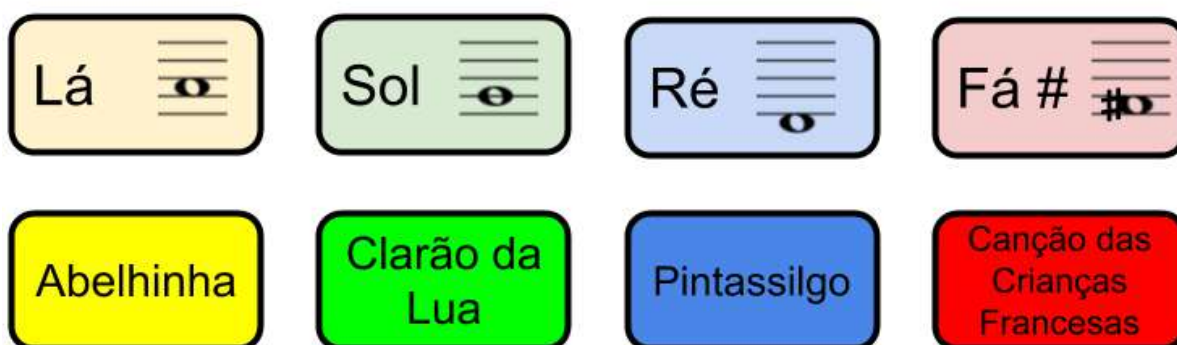 Lá
Sol
Ré
Fá #
Abelhinha
Clarão da
Lua
Pintassilgo
Canção das
Crianças
Francesas